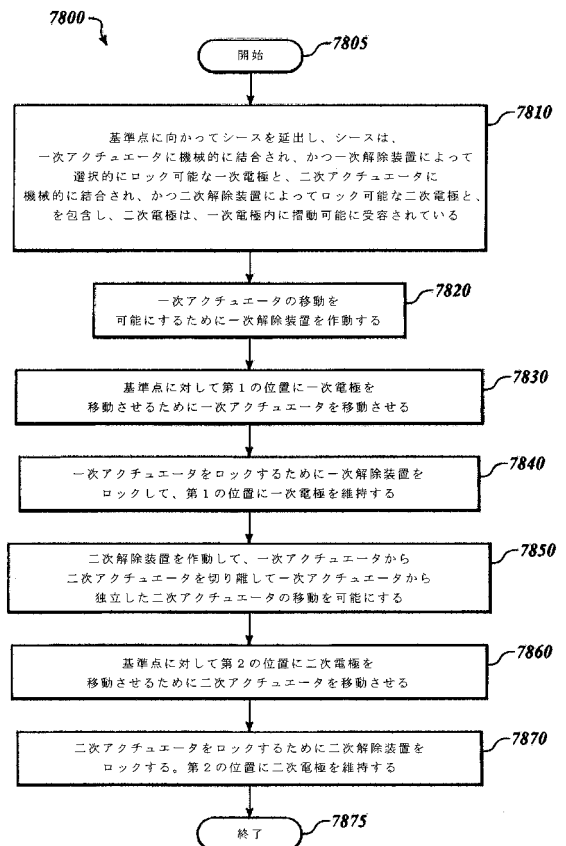 7800
開始
7805
7810
基準点に向かってシースを延出し、シースは、
一次アクチュエータに機械的に結合され、かつ一次解除装置によって
選択的にロック可能な一次電極と、二次アクチュエータに
機械的に結合され、かつ二次解除装置によってロック可能な二次電極と、
を包含し、二次電極は、一次電極内に摺動可能に受容されている
7820
一次アクチュエータの移動を
可能にするために一次解除装置を作動する
7830
基準点に対して第1の位置に一次電極を
移動させるために一次アクチュエータを移動させる
7840
一次アクチュエータをロックするために一次解除装置を
ロックして、第1の位置に一次電極を維持する
7850
二次解除装置を作動して、一次アクチュエータから
二次アクチュエータを切り離して一次アクチュエータから
独立した二次アクチュエータの移動を可能にする
7860
基準点に対して第2の位置に二次電極を
移動させるために二次アクチュエータを移動させる
7870
二次アクチュエータをロックするために二次解除装置を
ロックする。第2の位置に二次電極を維持する
終了
7875